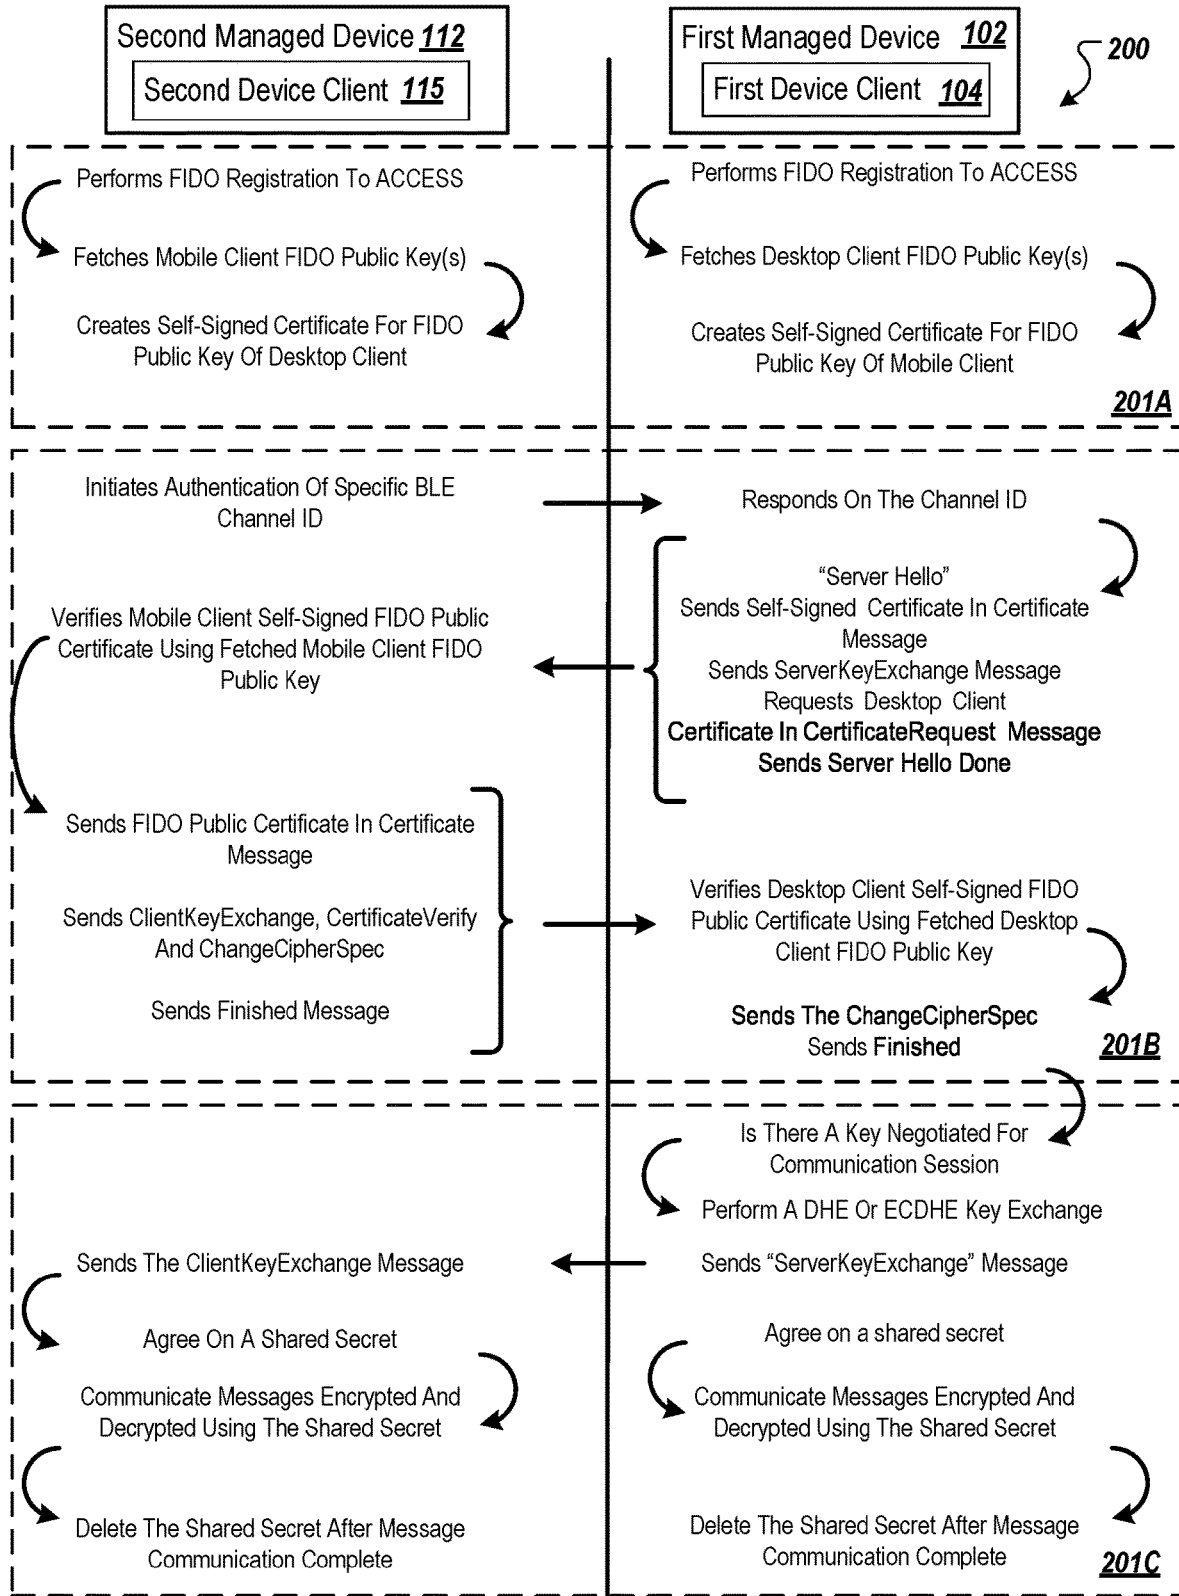 Second Managed Device 112
Second Device Client 115
First Managed Device 102
First Device Client 104
200
Performs FIDO Registration To ACCESS
Fetches Mobile Client FIDO Public Key(s)
Creates Self-Signed Certificate For FIDO
Public Key Of Desktop Client
Performs FIDO Registration To ACCESS
Fetches Desktop Client FIDO Public Key(s)
Creates Self-Signed Certificate For FIDO
Public Key Of Mobile Client
201A
Initiates Authentication Of Specific BLE
Channel ID
Responds On The Channel ID
"Server Hello"
Sends Self-Signed Certificate In Certificate
Message
Sends ServerKeyExchange Message
Requests Desktop Client
Certificate In CertificateRequest Message
Sends Server Hello Done
Verifies Mobile Client Self-Signed FIDO Public
Certificate Using Fetched Mobile Client FIDO
Public Key
Sends FIDO Public Certificate In Certificate
Message
Sends ClientKeyExchange, CertificateVerify
And ChangeCipherSpec
Sends Finished Message
Verifies Desktop Client Self-Signed FIDO
Public Certificate Using Fetched Desktop
Client FIDO Public Key
Sends The ChangeCipherSpec
Sends Finished
201B
Is There A Key Negotiated For
Communication Session
Perform A DHE Or ECDHE Key Exchange
Sends "ServerKeyExchange" Message
Sends The ClientKeyExchange Message
Agree On A Shared Secret
Communicate Messages Encrypted And
Decrypted Using The Shared Secret
Delete The Shared Secret After Message
Communication Complete
Agree on a shared secret
Communicate Messages Encrypted And
Decrypted Using The Shared Secret
Delete The Shared Secret After Message
Communication Complete
201C